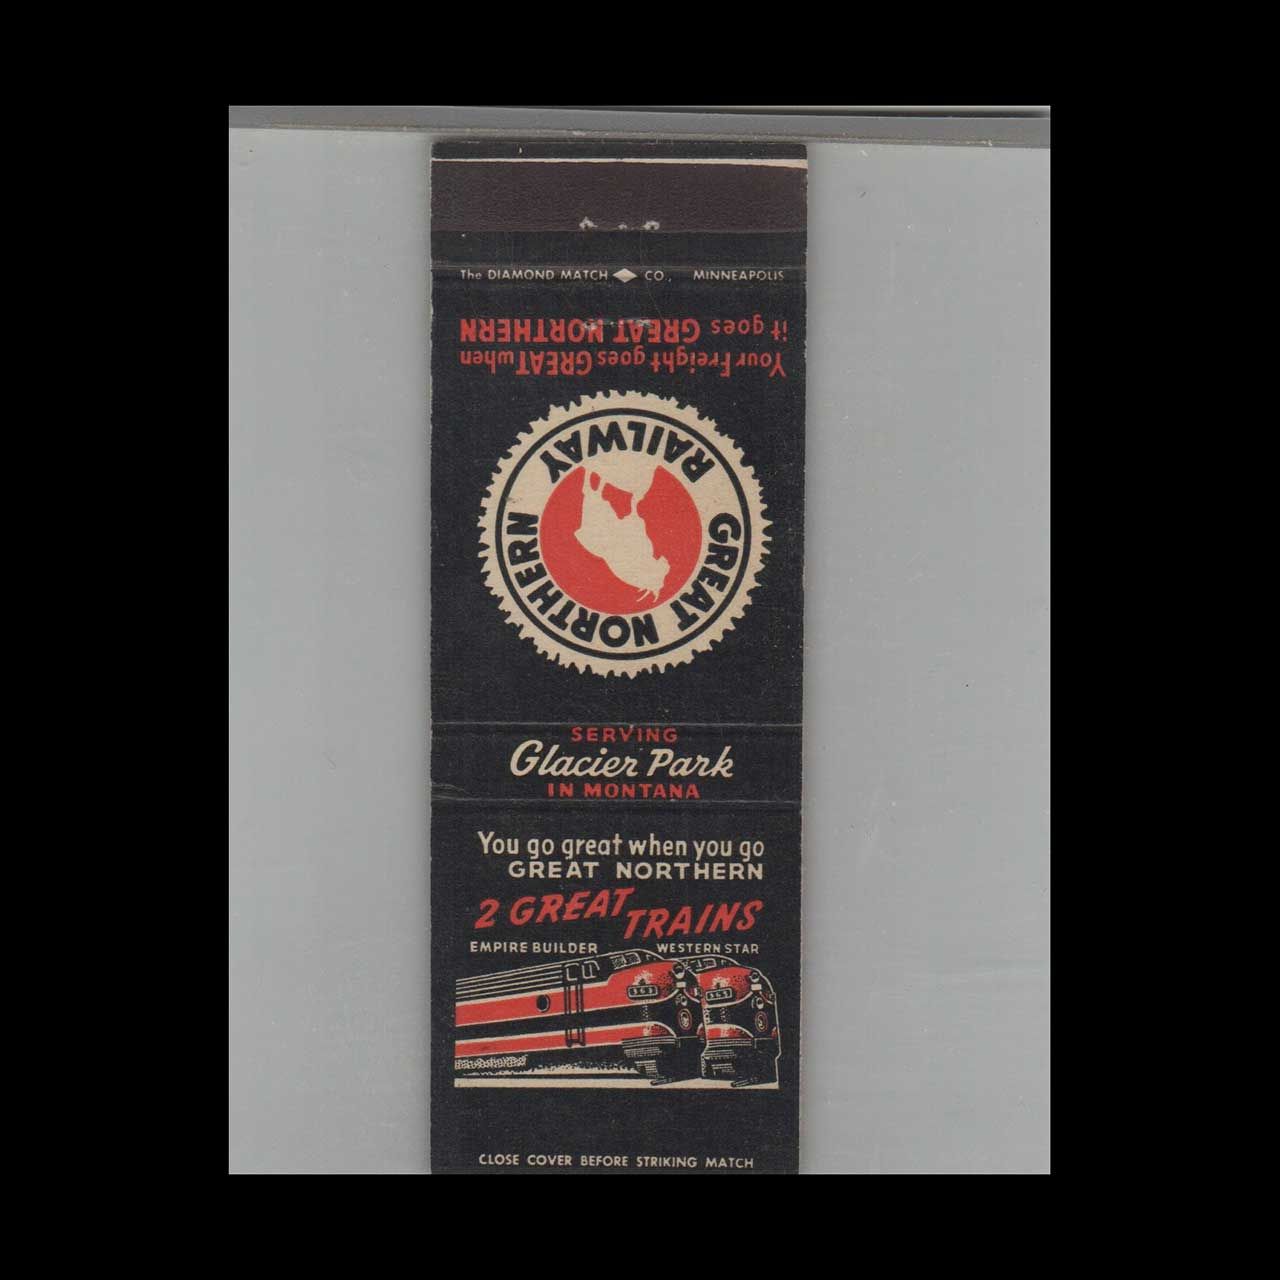 The DIAMOND MATCH CO., MINNEAPOLIS
Your Freight goes GREAT when
it goes GREAT NORTHERN
GREAT NORTHERN
RAILWAY
SERVING
Glacier Park
IN MONTANA
You go great when you go
GREAT NORTHERN
2 GREAT TRAINS
EMPIRE BUILDER WESTERN STAR
CLOSE COVER BEFORE STRIKING MATCH